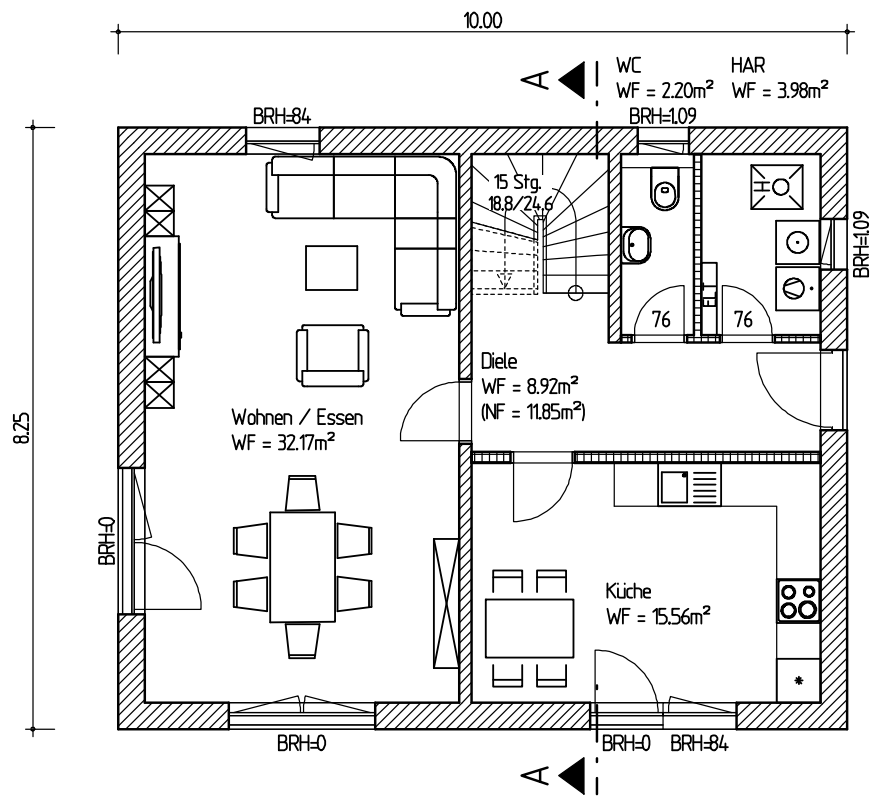 10.00
A
WC
WF = 2.20m²
HAR
WF = 3.98m²
BRH=84
BRH=1.09
15 Stg.
18.8/24.6
H
BRH=1.09
76
76
Diele
WF = 8.92m²
(NF = 11.85m²)
Wohnen / Essen
WF = 32.17m²
8.25
BRH=0
Küche
WF = 15.56m²
*
BRH=0
BRH=0
BRH=84
A